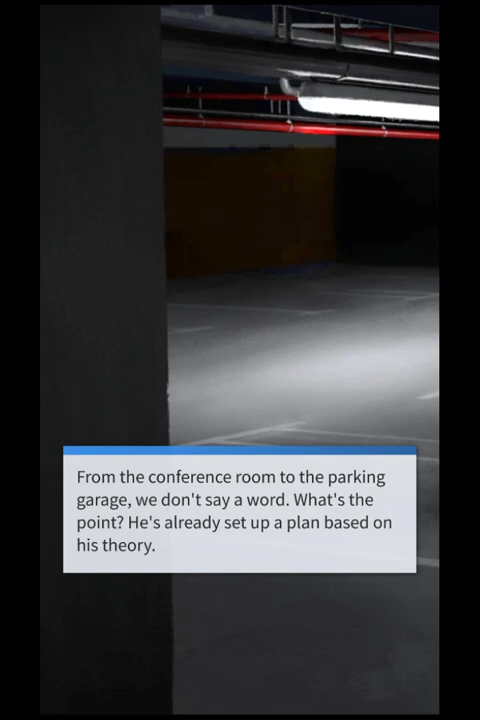 From the conference room to the parking
garage, we don't say a word. What's the
point? He's already set up a plan based on
his theory.